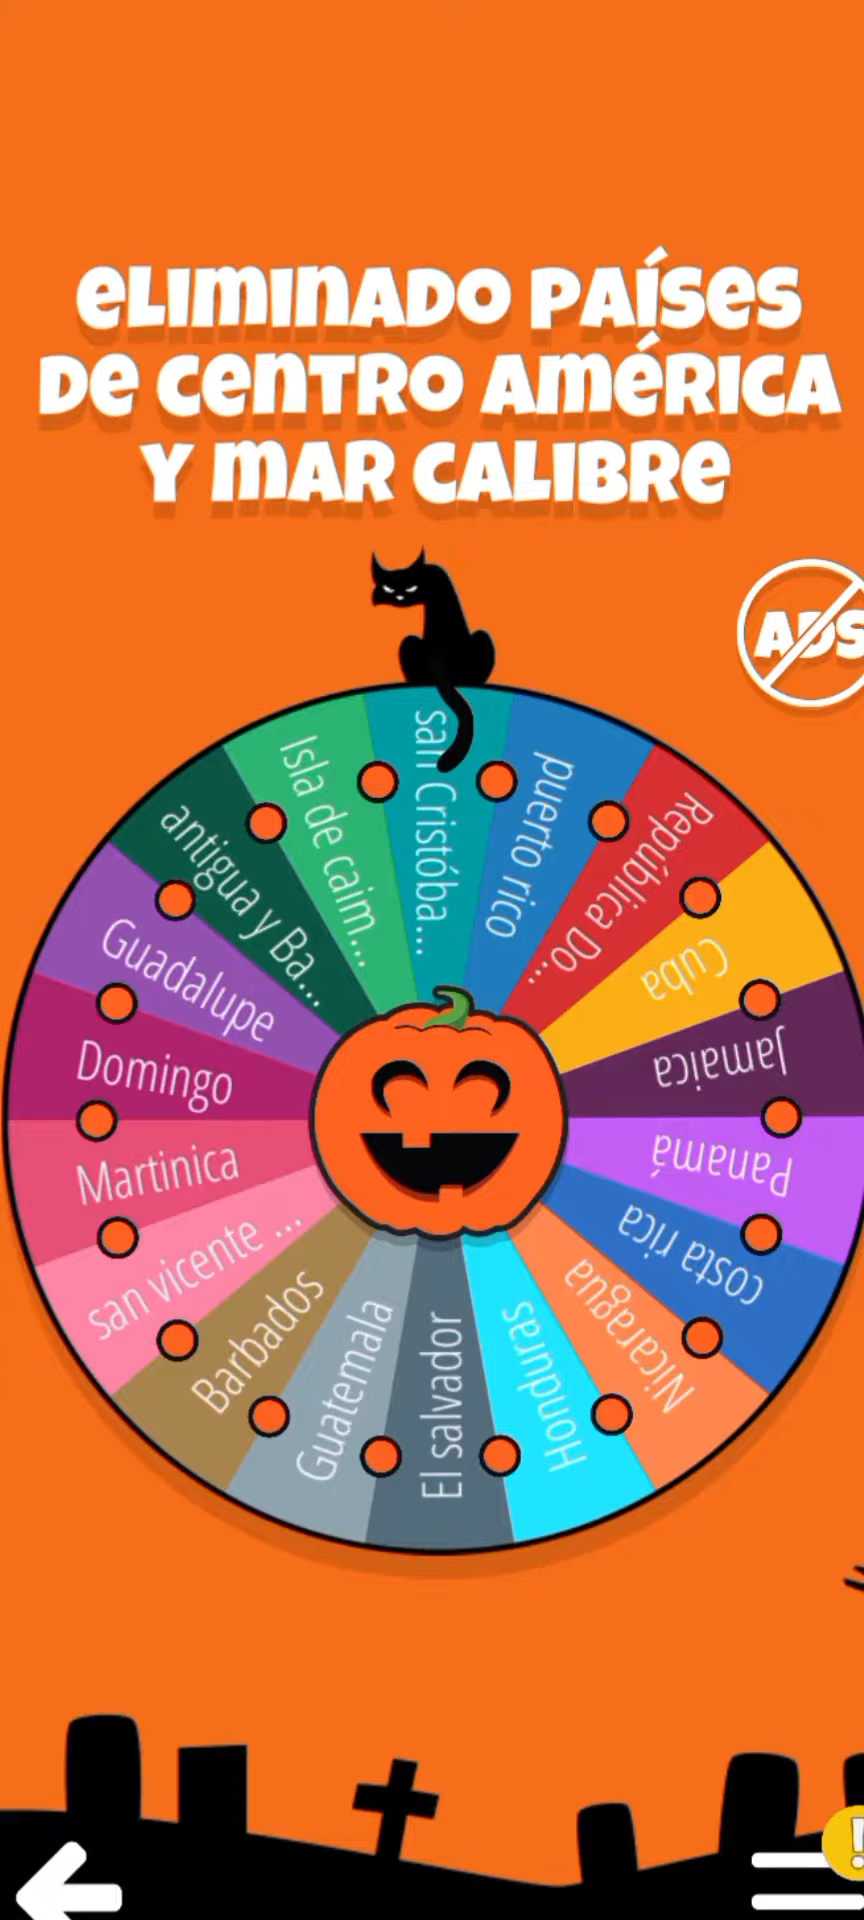 eliminado países
de centro américa
y mar calibre
ADS
san Cristóba...
puerto rico
República Do...
Cuba
Jamaica
Panamá
costa rica
Nicaragua
Honduras
El salvador
Guatemala
Barbados
san vicente ...
Martinica
Domingo
Guadalupe
antigua y Ba...
Isla de caim...
!